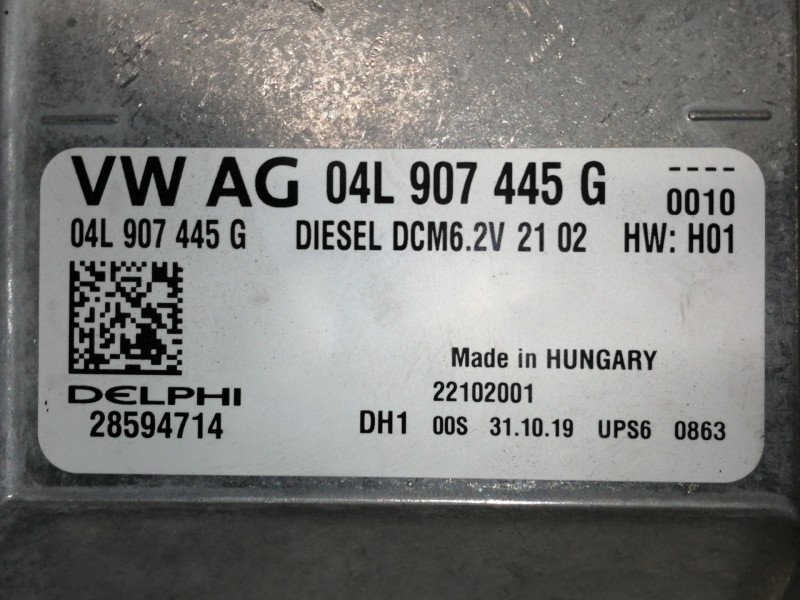 VW AG 04L 907 445 G ---- 0010
04L 907 445 G DIESEL DCM6.2V 21 02 HW: H01
Made in HUNGARY
DELPHI 22102001
28594714 DH1 00S 31.10.19 UPS6 0863